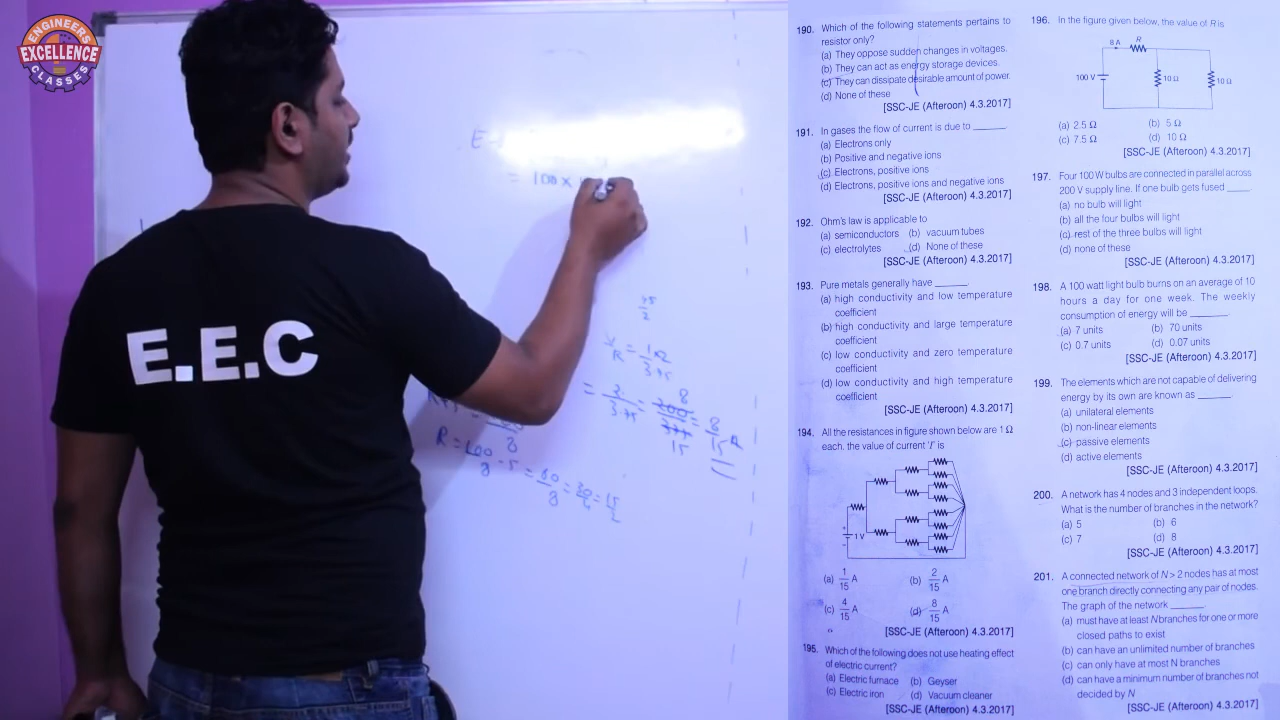 ENGINEERS
EXCELLENCE
CLASSES
E.E.C
= 100 ×
R = 100/8 - 5 = 60/8 = 30/4 = 15/2
190. Which of the following statements pertains to
resistor only?
(a) They oppose sudden changes in voltages.
(b) They can act as energy storage devices.
(c) They can dissipate desirable amount of power.
(d) None of these
[SSC-JE (Afteroon) 4.3.2017]
191. In gases the flow of current is due to ______
(a) Electrons only
(b) Positive and negative ions
(c) Electrons, positive ions
(d) Electrons, positive ions and negative ions
[SSC-JE (Afteroon) 4.3.2017]
192. Ohm's law is applicable to
(a) semiconductors (b) vacuum tubes
(c) electrolytes (d) None of these
[SSC-JE (Afteroon) 4.3.2017]
193. Pure metals generally have ______.
(a) high conductivity and low temperature
coefficient
(b) high conductivity and large temperature
coefficient
(c) low conductivity and zero temperature
coefficient
(d) low conductivity and high temperature
coefficient
[SSC-JE (Afteroon) 4.3.2017]
194. All the resistances in figure shown below are 1 Ω
each, the value of current 'I' is
1 V
(a) 1/15 A (b) 2/15 A
(c) 4/15 A (d) 8/15 A
[SSC-JE (Afteroon) 4.3.2017]
195. Which of the following does not use heating effect
of electric current?
(a) Electric furnace (b) Geyser
(c) Electric iron (d) Vacuum cleaner
[SSC-JE (Afteroon) 4.3.2017]
196. In the figure given below, the value of R is
8 A R
100 V 10 Ω 10 Ω
(a) 2.5 Ω (b) 5 Ω
(c) 7.5 Ω (d) 10 Ω
[SSC-JE (Afteroon) 4.3.2017]
197. Four 100 W bulbs are connected in parallel across
200 V supply line. If one bulb gets fused ______
(a) no bulb will light
(b) all the four bulbs will light
(c) rest of the three bulbs will light
(d) none of these
[SSC-JE (Afteroon) 4.3.2017]
198. A 100 watt light bulb burns on an average of 10
hours a day for one week. The weekly
consumption of energy will be ______
(a) 7 units (b) 70 units
(c) 0.7 units (d) 0.07 units
[SSC-JE (Afteroon) 4.3.2017]
199. The elements which are not capable of delivering
energy by its own are known as ______
(a) unilateral elements
(b) non-linear elements
(c) passive elements
(d) active elements
[SSC-JE (Afteroon) 4.3.2017]
200. A network has 4 nodes and 3 independent loops.
What is the number of branches in the network?
(a) 5 (b) 6
(c) 7 (d) 8
[SSC-JE (Afteroon) 4.3.2017]
201. A connected network of N > 2 nodes has at most
one branch directly connecting any pair of nodes.
The graph of the network ______
(a) must have at least N branches for one or more
closed paths to exist
(b) can have an unlimited number of branches
(c) can only have at most N branches
(d) can have a minimum number of branches not
decided by N
[SSC-JE (Afteroon) 4.3.2017]